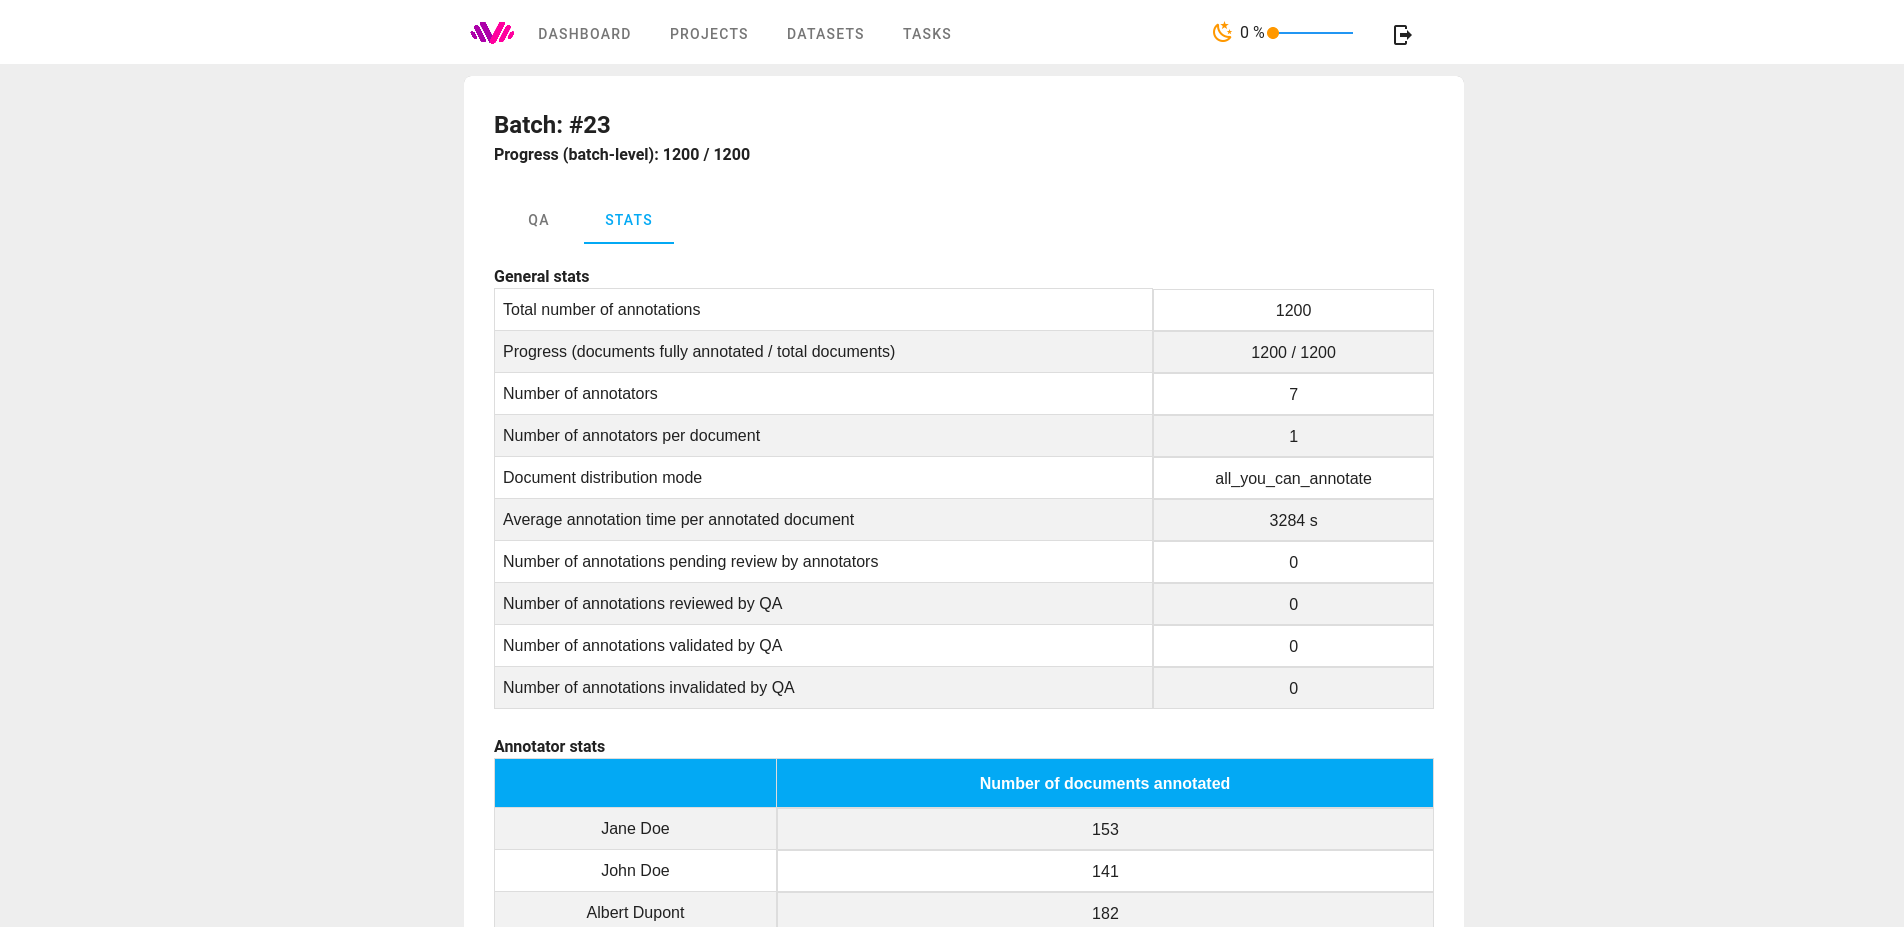 DASHBOARD PROJECTS DATASETS TASKS 0 %
Batch: #23
Progress (batch-level): 1200 / 1200
QA STATS
General stats
Total number of annotations 1200
Progress (documents fully annotated / total documents) 1200 / 1200
Number of annotators 7
Number of annotators per document 1
Document distribution mode all_you_can_annotate
Average annotation time per annotated document 3284 s
Number of annotations pending review by annotators 0
Number of annotations reviewed by QA 0
Number of annotations validated by QA 0
Number of annotations invalidated by QA 0
Annotator stats
Number of documents annotated
Jane Doe 153
John Doe 141
Albert Dupont 182